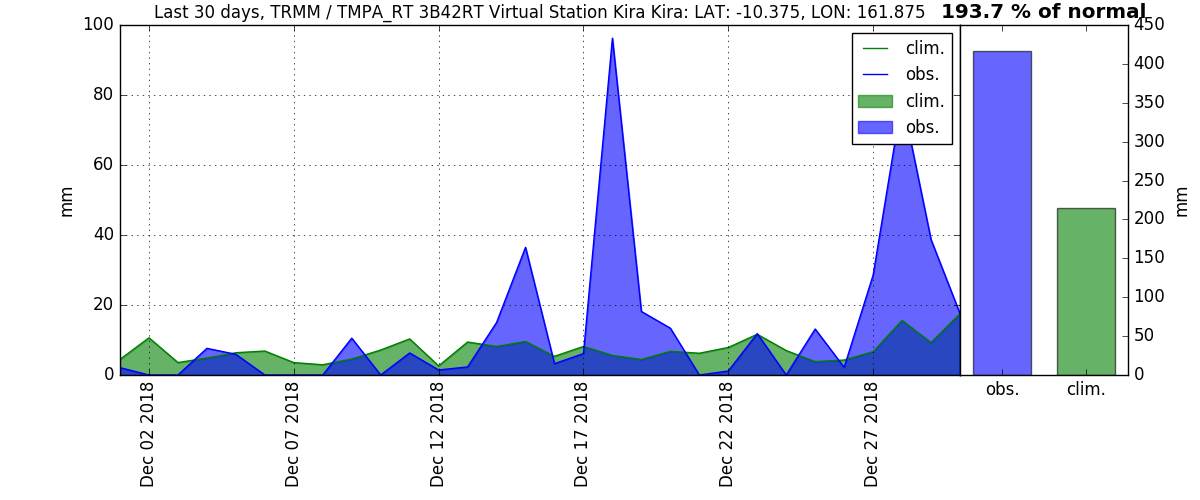 Last 30 days, TRMM / TMPA_RT 3B42RT Virtual Station Kira Kira: LAT: -10.375, LON: 161.875 193.7 % of normal
100
80
60
40
20
0
mm
clim.
obs.
clim.
obs.
450
400
350
300
250
200
150
100
50
0
mm
Dec 02 2018
Dec 07 2018
Dec 12 2018
Dec 17 2018
Dec 22 2018
Dec 27 2018
obs.
clim.